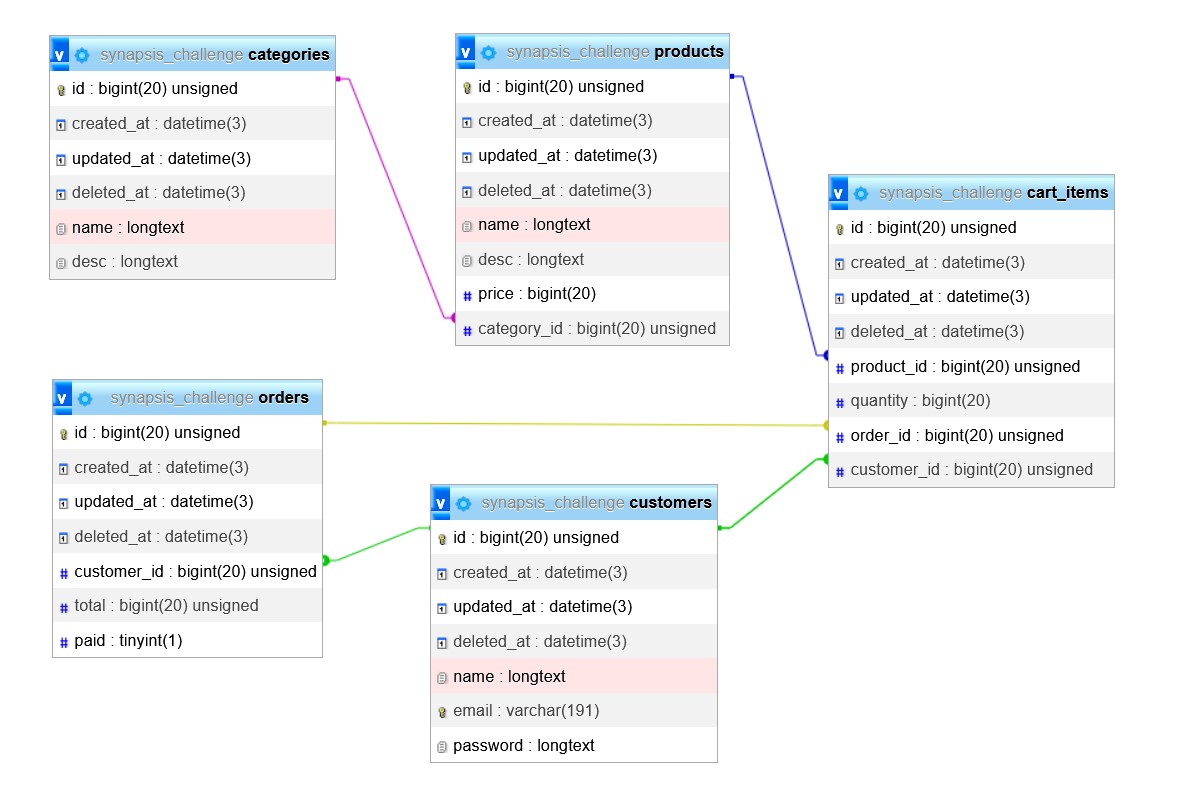 v synapsis_challenge categories
id : bigint(20) unsigned
created_at : datetime(3)
updated_at : datetime(3)
deleted_at : datetime(3)
name : longtext
desc : longtext
v synapsis_challenge products
id : bigint(20) unsigned
created_at : datetime(3)
updated_at : datetime(3)
deleted_at : datetime(3)
name : longtext
desc : longtext
# price : bigint(20)
# category_id : bigint(20) unsigned
v synapsis_challenge cart_items
id : bigint(20) unsigned
created_at : datetime(3)
updated_at : datetime(3)
deleted_at : datetime(3)
# product_id : bigint(20) unsigned
# quantity : bigint(20)
# order_id : bigint(20) unsigned
# customer_id : bigint(20) unsigned
v synapsis_challenge orders
id : bigint(20) unsigned
created_at : datetime(3)
updated_at : datetime(3)
deleted_at : datetime(3)
# customer_id : bigint(20) unsigned
# total : bigint(20) unsigned
# paid : tinyint(1)
v synapsis_challenge customers
id : bigint(20) unsigned
created_at : datetime(3)
updated_at : datetime(3)
deleted_at : datetime(3)
name : longtext
email : varchar(191)
password : longtext